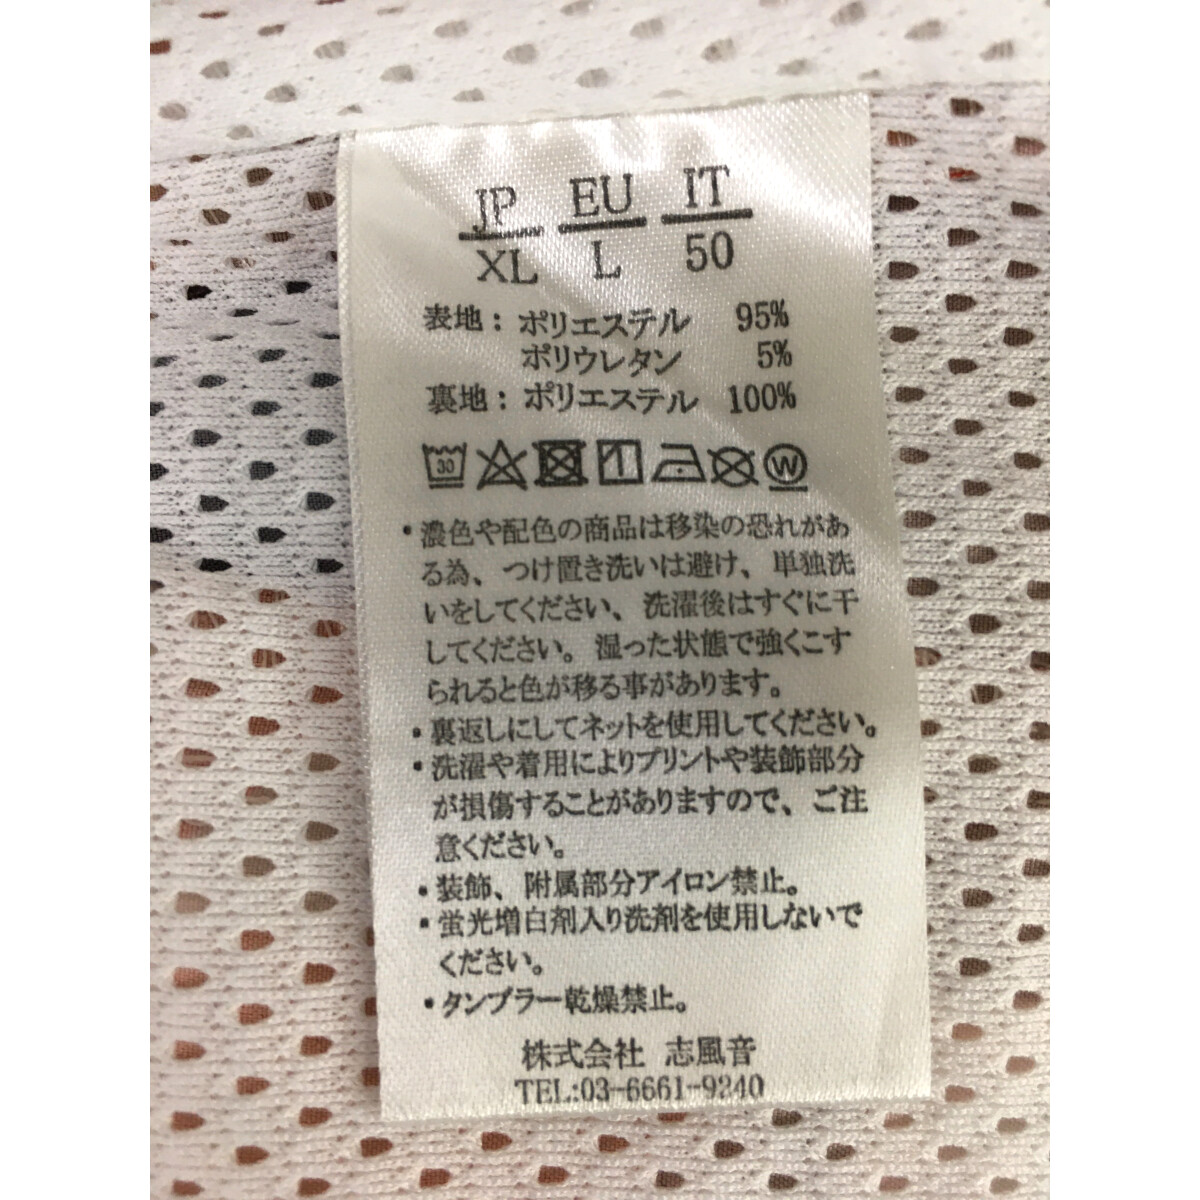 JP EU IT
XL L 50
表地：ポリエステル 95%
ポリウレタン 5%
裏地：ポリエステル 100%
30 W
・濃色や配色の商品は移染の恐れがあ
る為、つけ置き洗いは避け、単独洗
いをしてください、洗濯後はすぐに干
してください。湿った状態で強くこす
られると色が移る事があります。
・裏返しにしてネットを使用してください。
・洗濯や着用によりプリントや装飾部分
が損傷することがありますので、ご注
意ください。
・装飾、附属部分アイロン禁止。
・蛍光増白剤入り洗剤を使用しないで
ください。
・タンブラー乾燥禁止。
株式会社 志風音
TEL:03-6661-9240